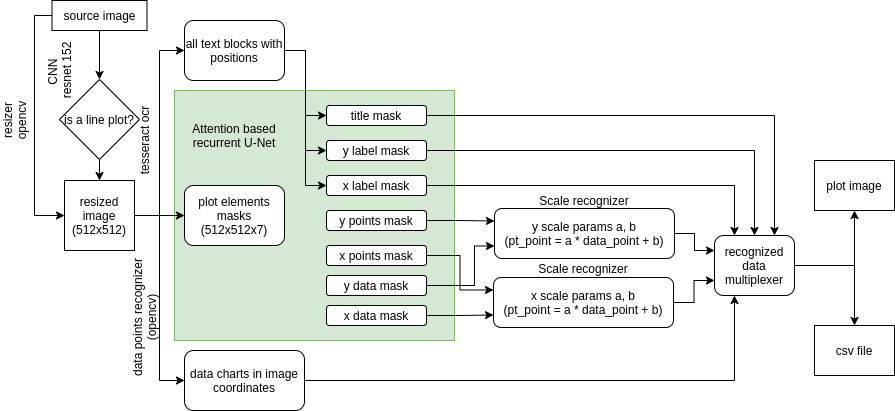 source image
resizer
opencv
CNN
resnet 152
is a line plot?
tesseract ocr
resized
image
(512x512)
data points recognizer
(opencv)
all text blocks with
positions
Attention based
recurrent U-Net
plot elements
masks
(512x512x7)
title mask
y label mask
x label mask
y points mask
x points mask
y data mask
x data mask
data charts in image
coordinates
Scale recognizer
y scale params a, b
(pt_point = a * data_point + b)
Scale recognizer
x scale params a, b
(pt_point = a * data_point + b)
recognized
data
multiplexer
plot image
csv file